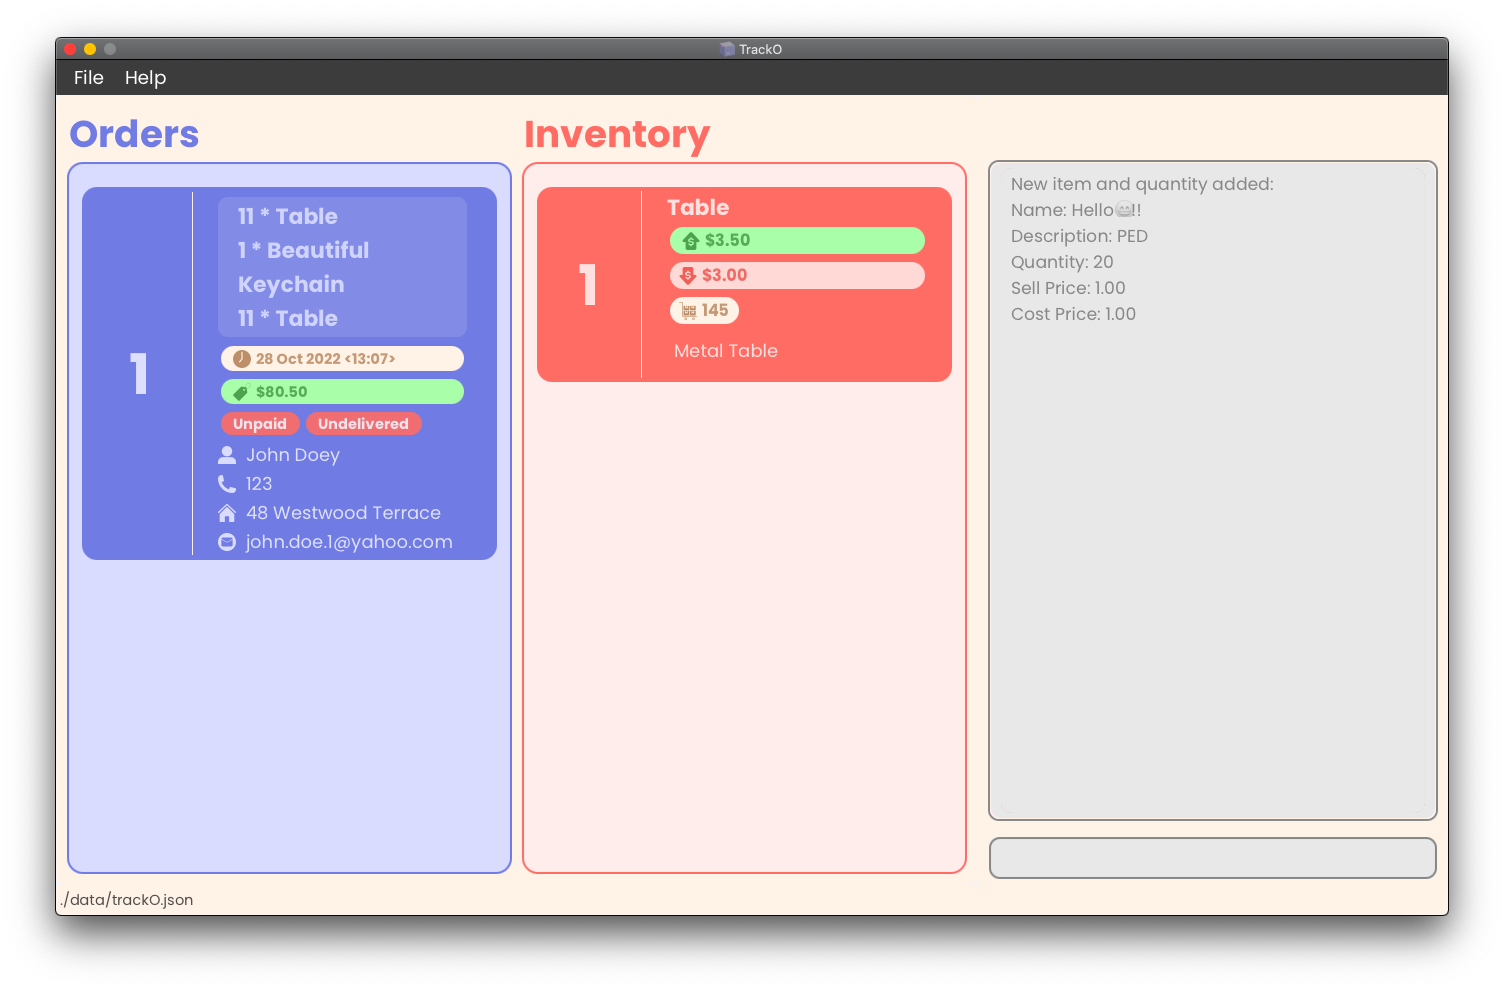 TrackO
File Help
Orders
1
11 * Table
1 * Beautiful
Keychain
11 * Table
28 Oct 2022 <13:07>
$80.50
Unpaid Undelivered
John Doey
123
48 Westwood Terrace
john.doe.1@yahoo.com
Inventory
1
Table
$3.50
$3.00
145
Metal Table
New item and quantity added:
Name: Hello😁!!
Description: PED
Quantity: 20
Sell Price: 1.00
Cost Price: 1.00
./data/trackO.json